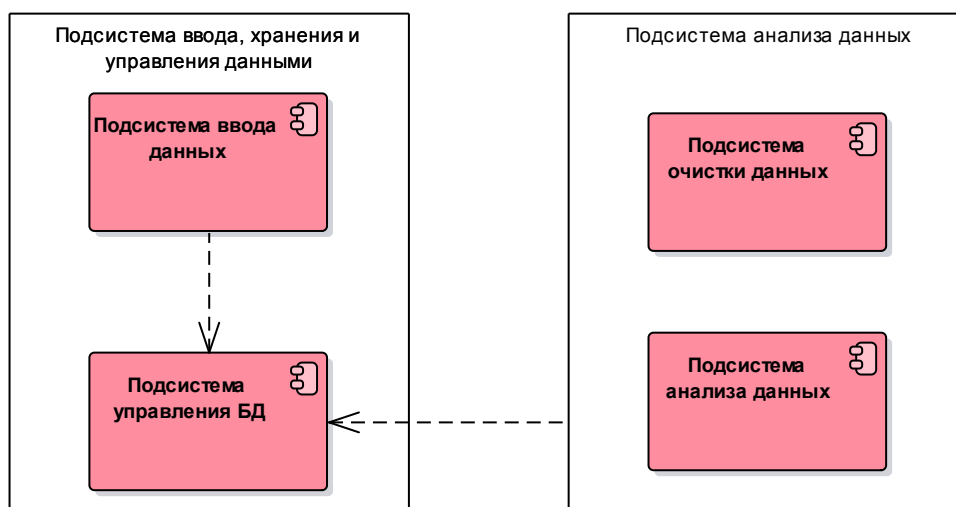 Подсистема ввода, хранения и
управления данными
Подсистема ввода
данных
Подсистема
управления БД
Подсистема анализа данных
Подсистема
очистки данных
Подсистема
анализа данных